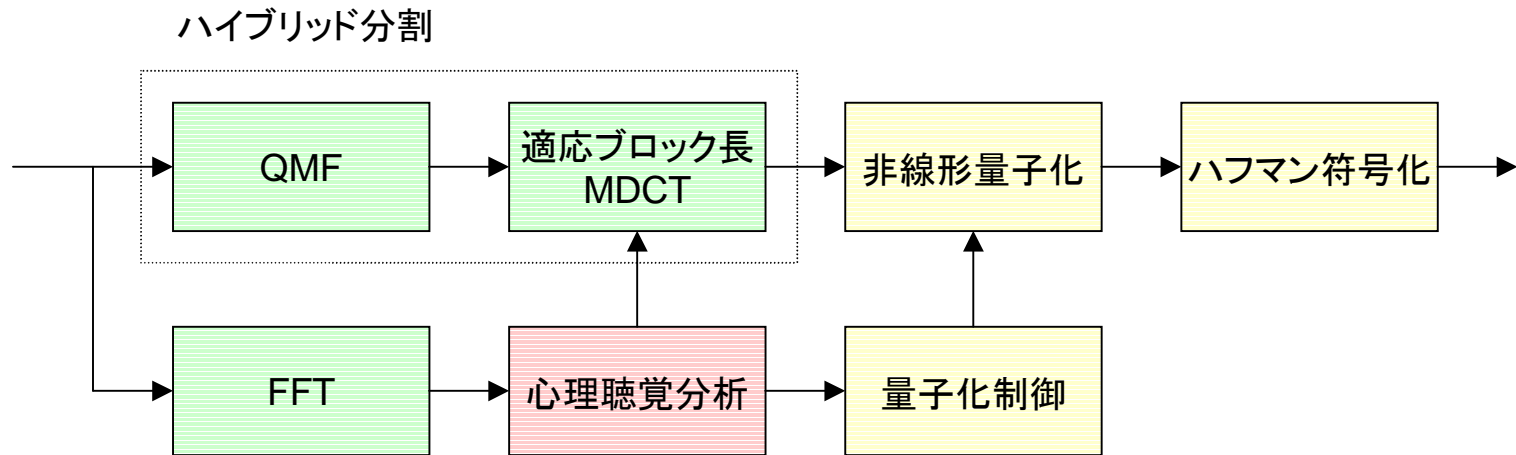 ハイブリッド分割
QMF
適応ブロック長
MDCT
非線形量子化
ハフマン符号化
FFT
心理聴覚分析
量子化制御